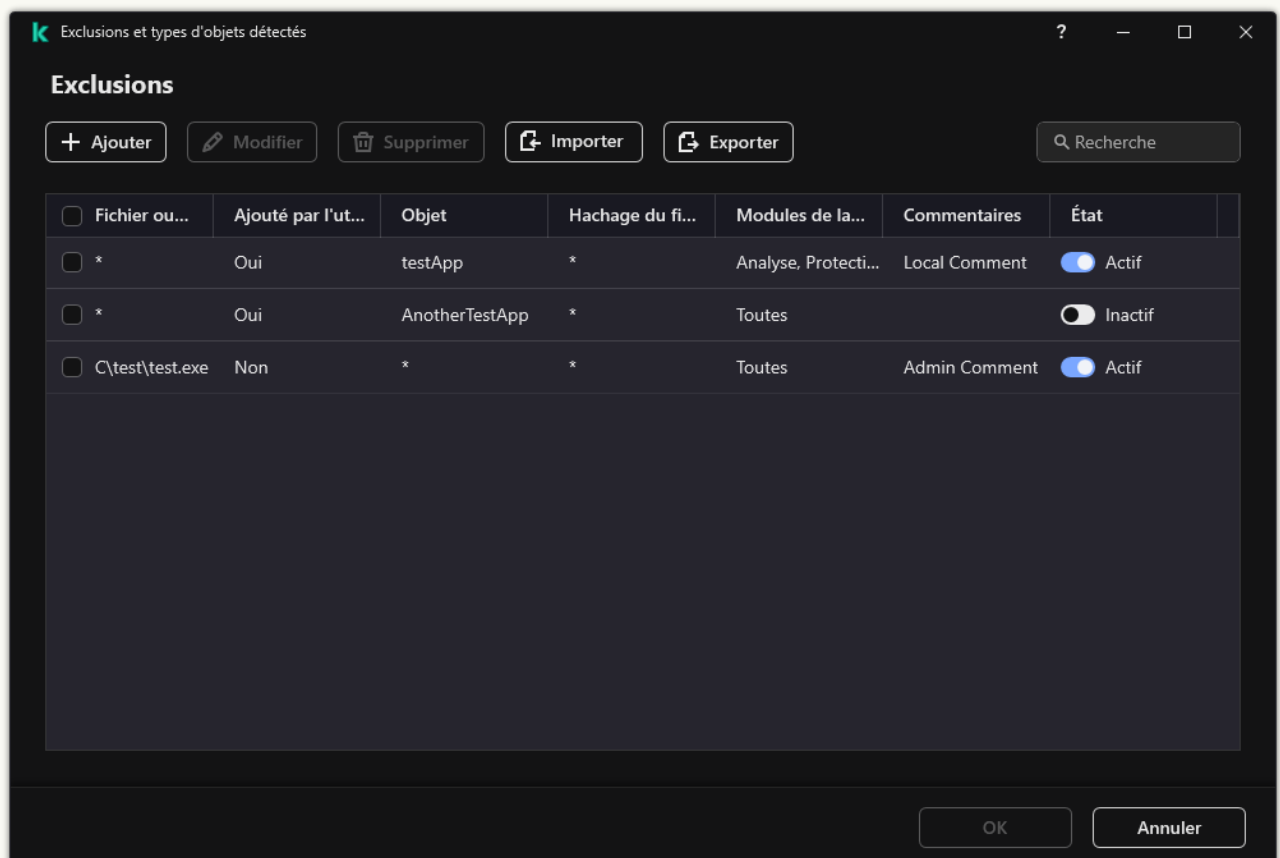 Exclusions et types d'objets détectés
?
Exclusions
Ajouter Modifier Supprimer Importer Exporter Recherche
Fichier ou... Ajouté par l'ut... Objet Hachage du fi... Modules de la... Commentaires État
* Oui testApp * Analyse, Protecti... Local Comment Actif
* Oui AnotherTestApp * Toutes Inactif
C\test\test.exe Non * * Toutes Admin Comment Actif
OK Annuler